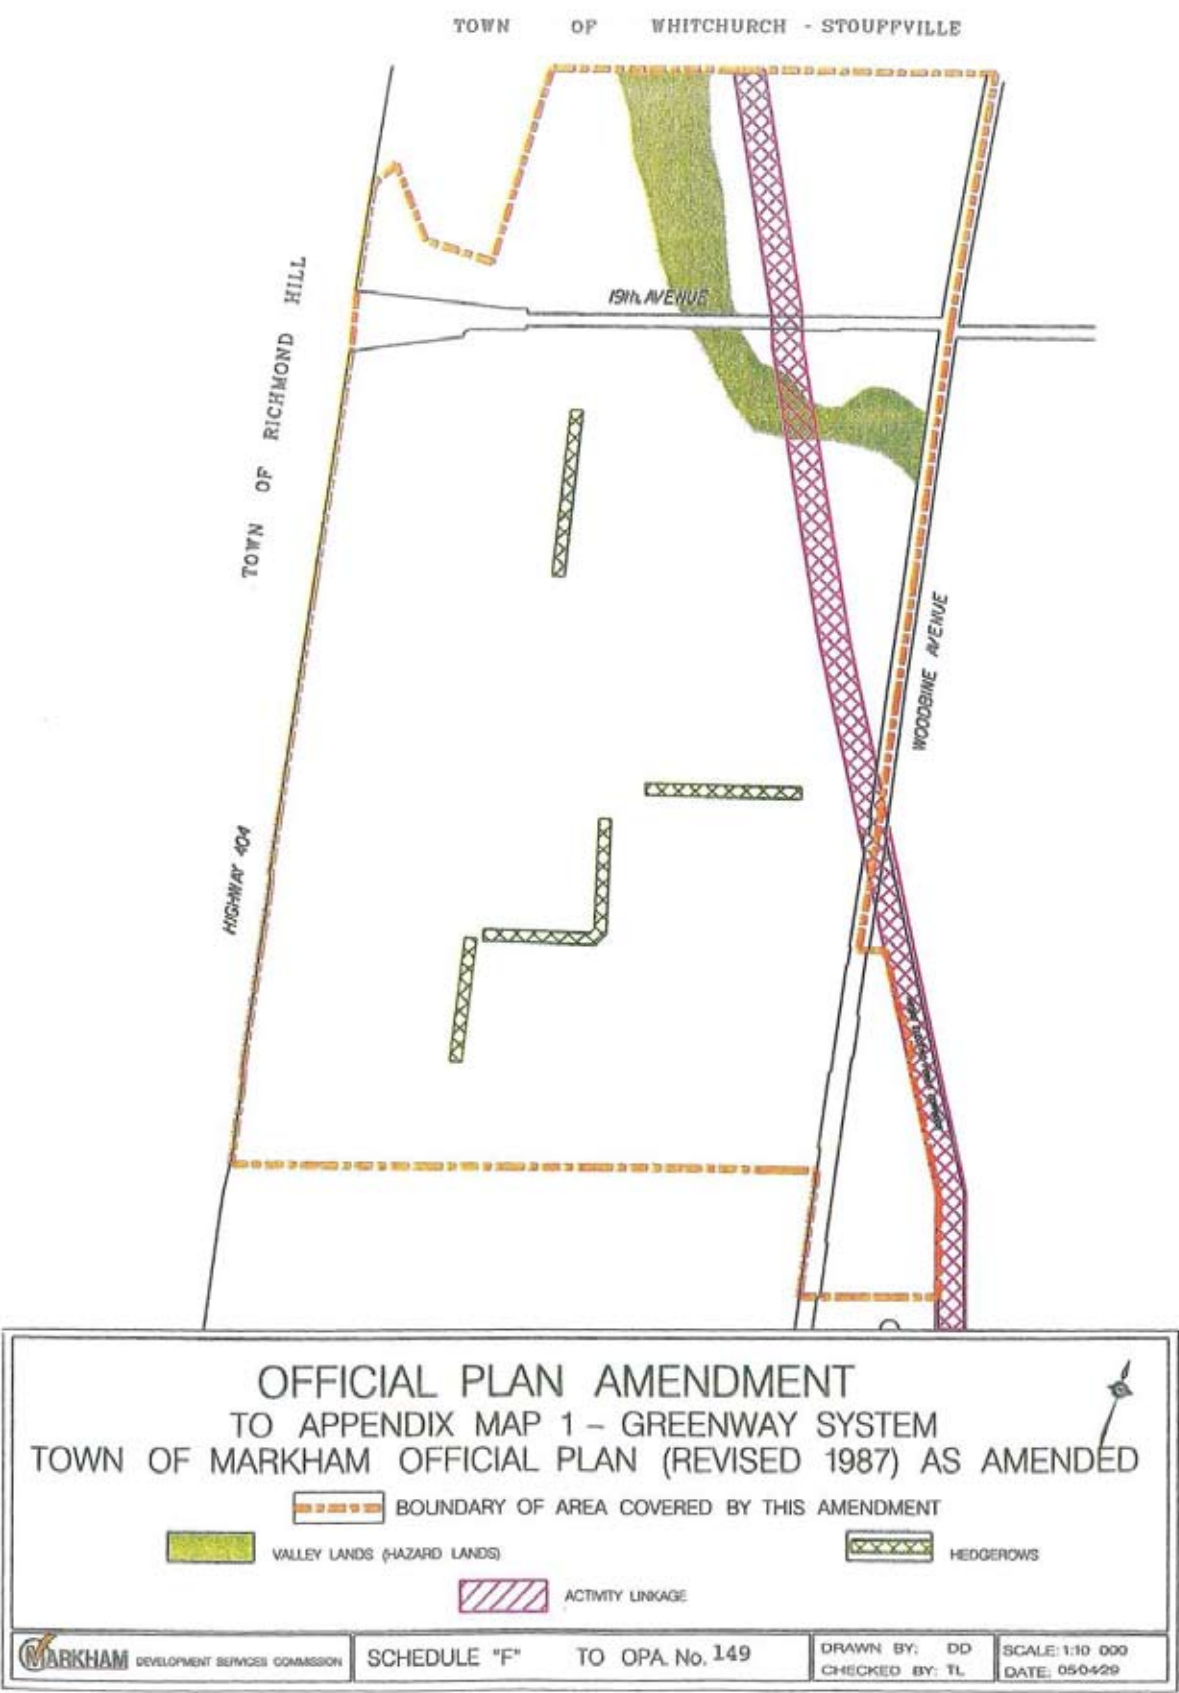 TOWN OF WHITCHURCH - STOUFFVILLE
19th. AVENUE
TOWN OF RICHMOND HILL
WOODBINE AVENUE
HIGHWAY 404
OFFICIAL PLAN AMENDMENT
TO APPENDIX MAP 1 – GREENWAY SYSTEM
TOWN OF MARKHAM OFFICIAL PLAN (REVISED 1987) AS AMENDED
BOUNDARY OF AREA COVERED BY THIS AMENDMENT
VALLEY LANDS (HAZARD LANDS)
HEDGEROWS
ACTIVITY LINKAGE
MARKHAM DEVELOPMENT SERVICES COMMISSION
SCHEDULE "F" TO OPA. No. 149
DRAWN BY: DD
CHECKED BY: TL
SCALE: 1:10 000
DATE: 05/04/29